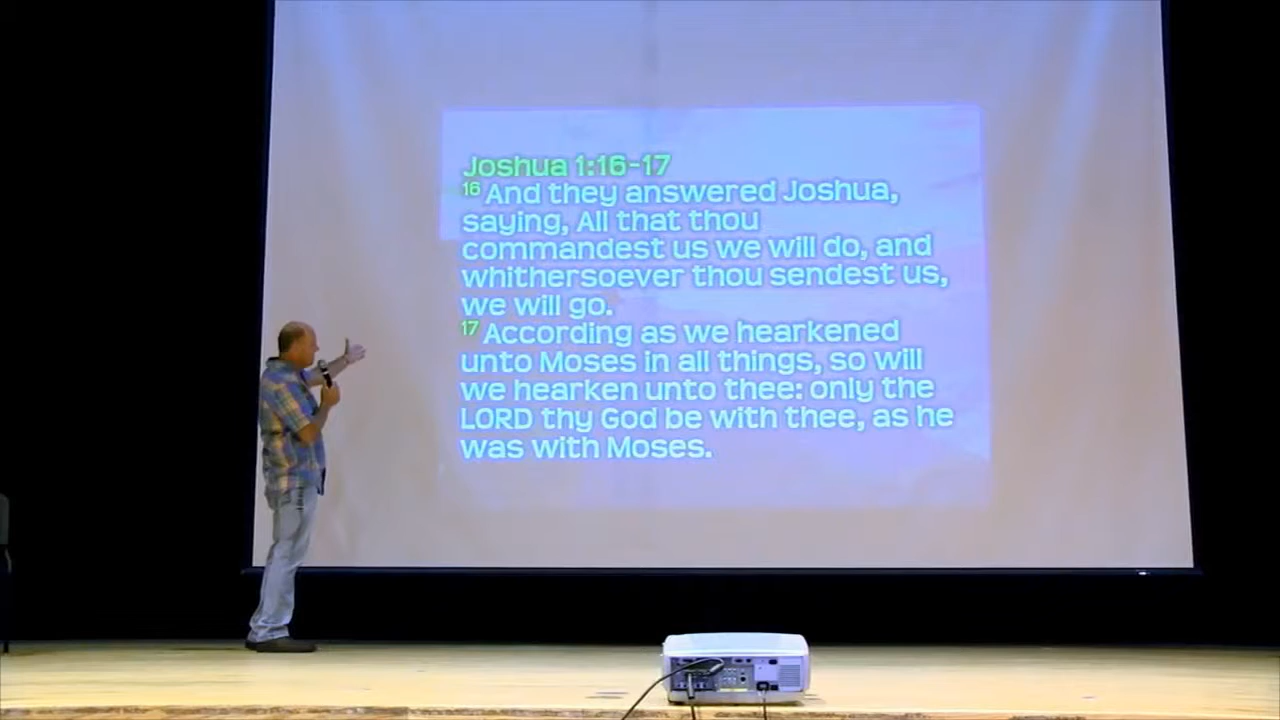 Joshua 1:16-17
16 And they answered Joshua,
saying, All that thou
commandest us we will do, and
whithersoever thou sendest us,
we will go.
17 According as we hearkened
unto Moses in all things, so will
we hearken unto thee: only the
LORD thy God be with thee, as he
was with Moses.